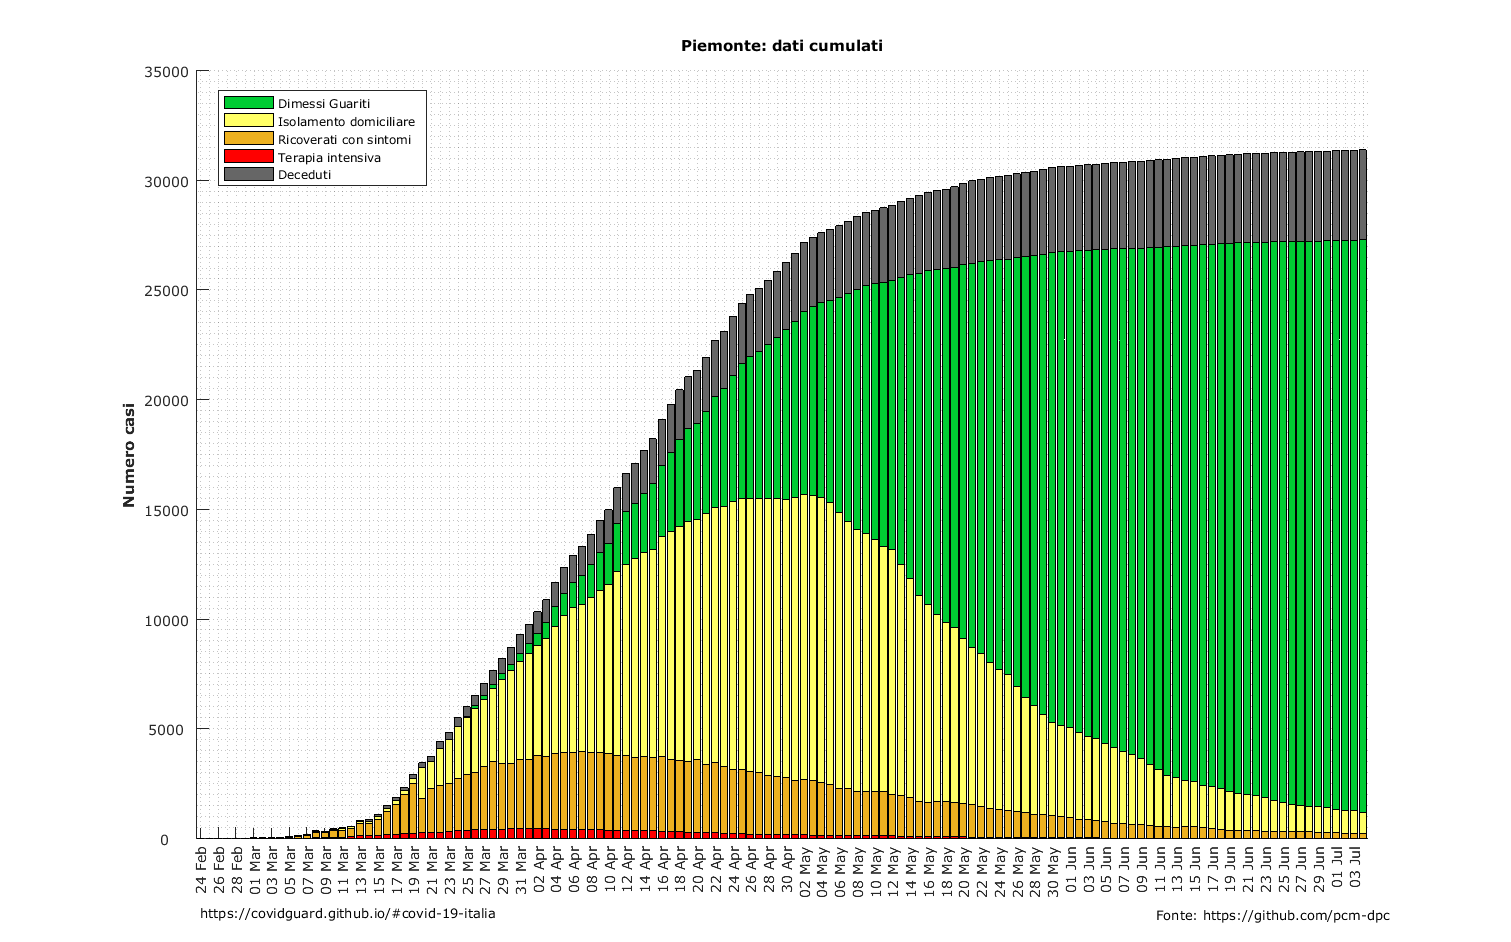 Piemonte: dati cumulati
35000
30000
25000
20000
15000
10000
5000
0
Numero casi
Dimessi Guariti
Isolamento domiciliare
Ricoverati con sintomi
Terapia intensiva
Deceduti
24 Feb
26 Feb
28 Feb
01 Mar
03 Mar
05 Mar
07 Mar
09 Mar
11 Mar
13 Mar
15 Mar
17 Mar
19 Mar
21 Mar
23 Mar
25 Mar
27 Mar
29 Mar
31 Mar
02 Apr
04 Apr
06 Apr
08 Apr
10 Apr
12 Apr
14 Apr
16 Apr
18 Apr
20 Apr
22 Apr
24 Apr
26 Apr
28 Apr
30 Apr
02 May
04 May
06 May
08 May
10 May
12 May
14 May
16 May
18 May
20 May
22 May
24 May
26 May
28 May
30 May
01 Jun
03 Jun
05 Jun
07 Jun
09 Jun
11 Jun
13 Jun
15 Jun
17 Jun
19 Jun
21 Jun
23 Jun
25 Jun
27 Jun
29 Jun
01 Jul
03 Jul
https://covidguard.github.io/#covid-19-italia
Fonte: https://github.com/pcm-dpc